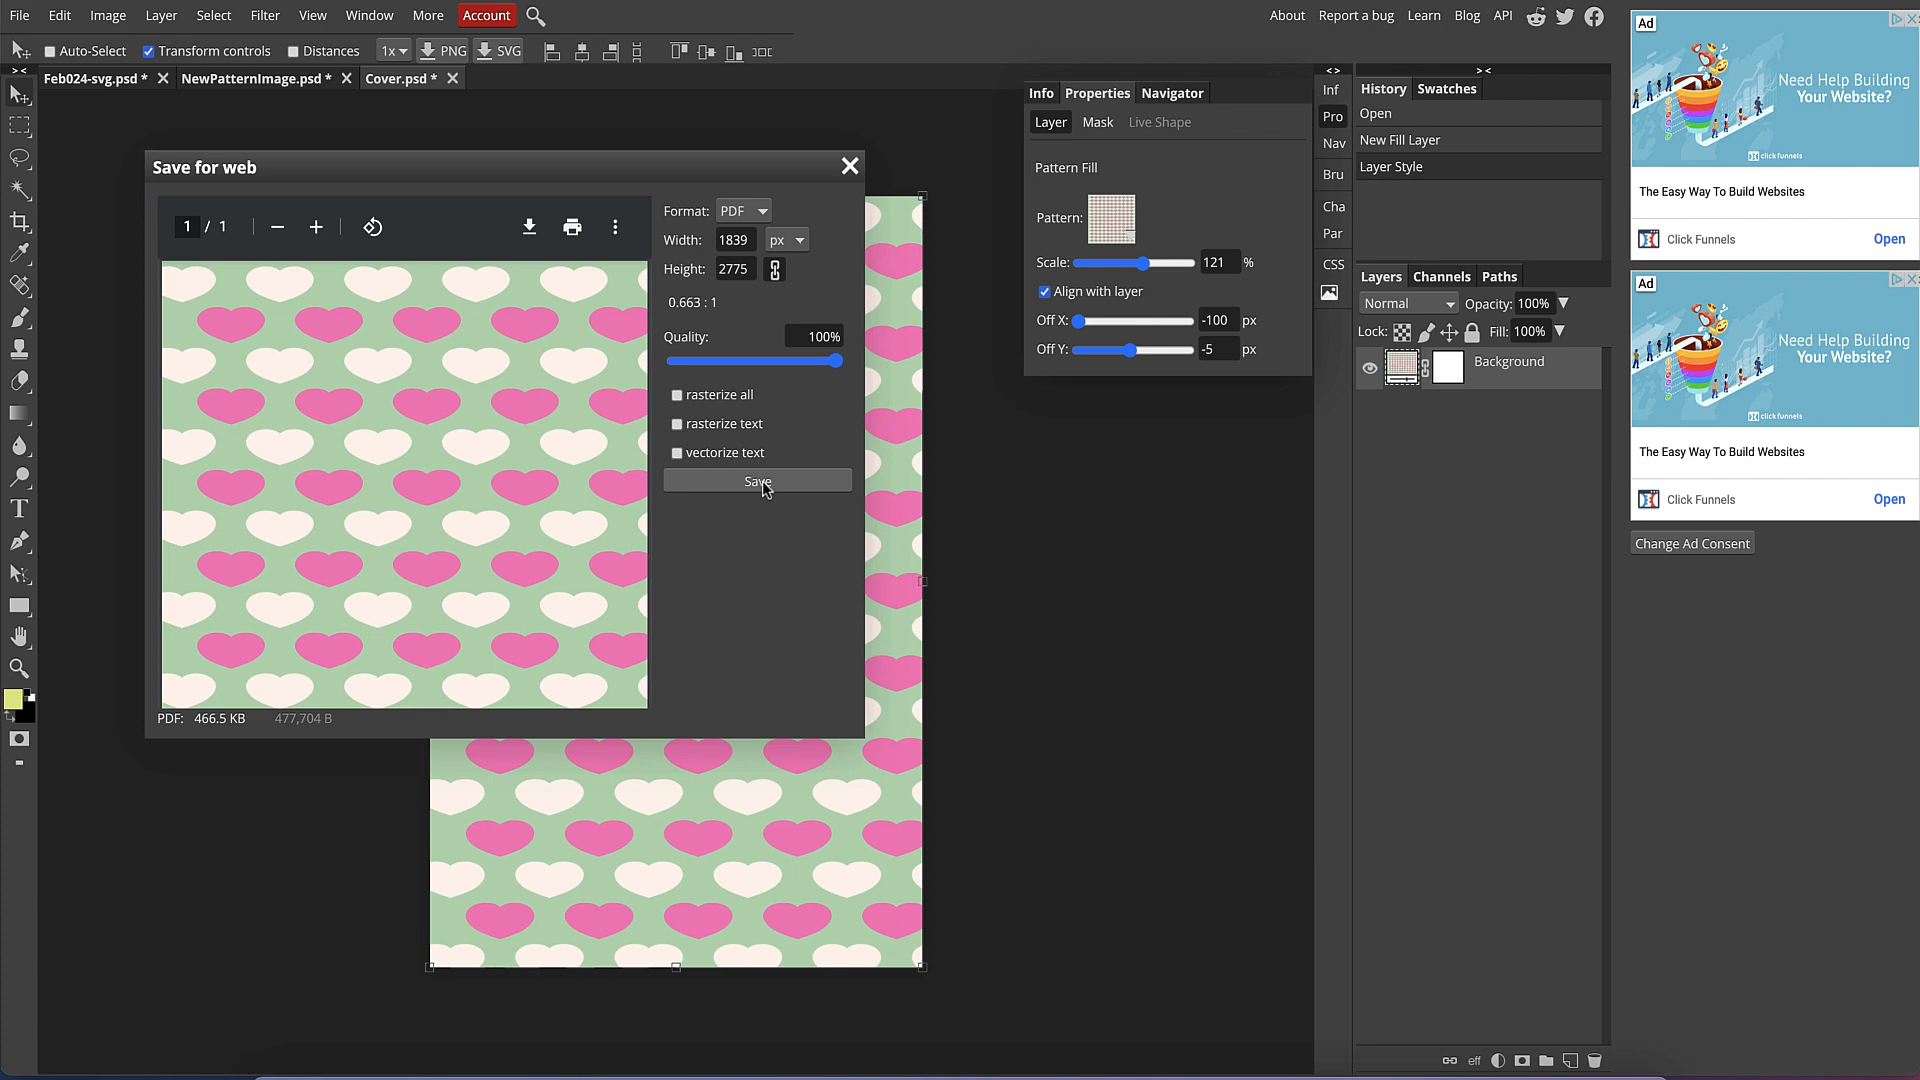 File Edit Image Layer Select Filter View Window More Account
About Report a bug Learn Blog API
Auto-Select Transform controls Distances 1x PNG SVG
Feb024-svg.psd * NewPatternImage.psd * Cover.psd *
Save for web
1 / 1
Format: PDF
Width: 1839 px
Height: 2775
0.663 : 1
Quality: 100%
rasterize all
rasterize text
vectorize text
Save
PDF: 466.5 KB 477,704 B
Info Properties Navigator
Layer Mask Live Shape
Pattern Fill
Pattern:
Scale: 121 %
Align with layer
Off X: -100 px
Off Y: -5 px
Inf
Pro
Nav
Bru
Cha
Par
CSS
History Swatches
Open
New Fill Layer
Layer Style
Layers Channels Paths
Normal Opacity: 100%
Lock: Fill: 100%
Background
eff
Ad
Need Help Building
Your Website?
clickfunnels
The Easy Way To Build Websites
Click Funnels Open
Ad
Need Help Building
Your Website?
clickfunnels
The Easy Way To Build Websites
Click Funnels Open
Change Ad Consent